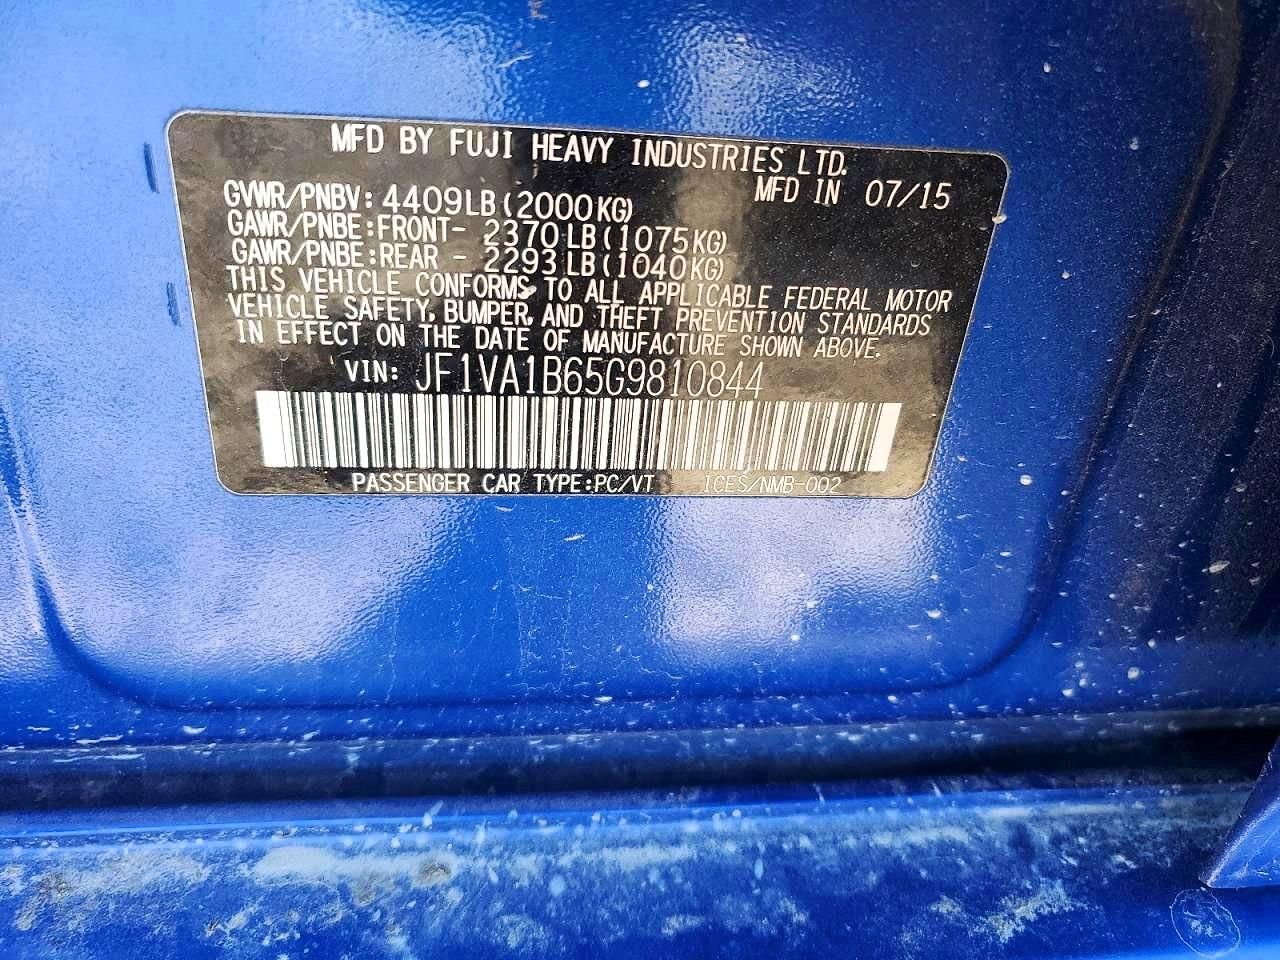 MFD BY FUJI HEAVY INDUSTRIES LTD.
MFD IN 07/15
GVWR/PNBV: 4409LB(2000KG)
GAWR/PNBE:FRONT- 2370LB(1075KG)
GAWR/PNBE:REAR - 2293LB(1040KG)
THIS VEHICLE CONFORMS TO ALL APPLICABLE FEDERAL MOTOR
VEHICLE SAFETY, BUMPER, AND THEFT PREVENTION STANDARDS
IN EFFECT ON THE DATE OF MANUFACTURE SHOWN ABOVE.
VIN: JF1VA1B65G9810844
PASSENGER CAR TYPE:PC/VT ICES/NMB-002